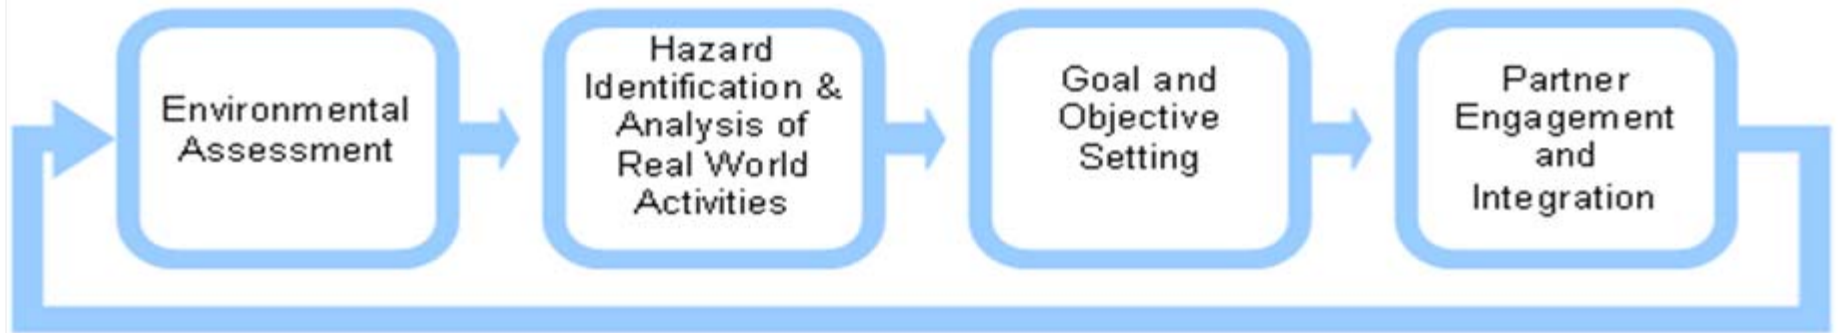 Environmental
Assessment
Hazard
Identification &
Analysis of
Real World
Activities
Goal and
Objective
Setting
Partner
Engagement
and
Integration